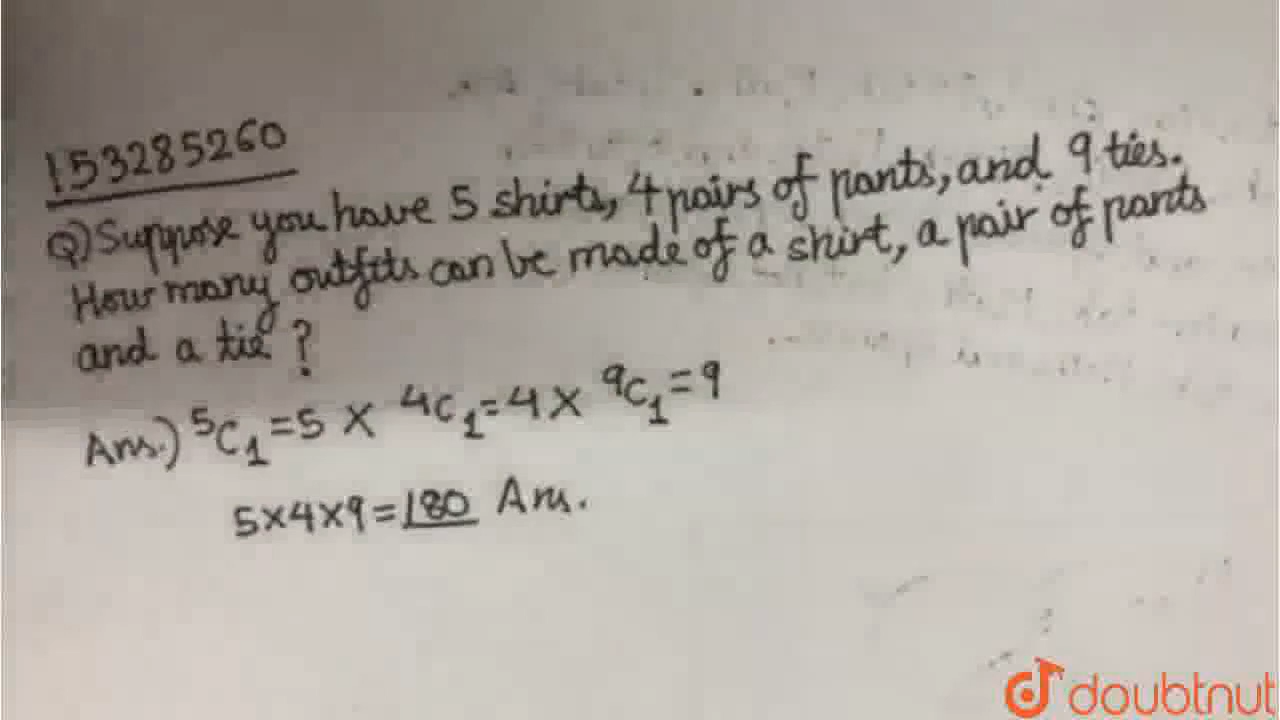 153285260
Q) Suppose you have 5 shirts, 4 pairs of pants, and 9 ties.
How many outfits can be made of a shirt, a pair of pants
and a tie ?
Ans.) ⁵C₁ = 5 X ⁴C₁ = 4 X ⁹C₁ = 9
5×4×9 = 180 Ans.
doubtnut